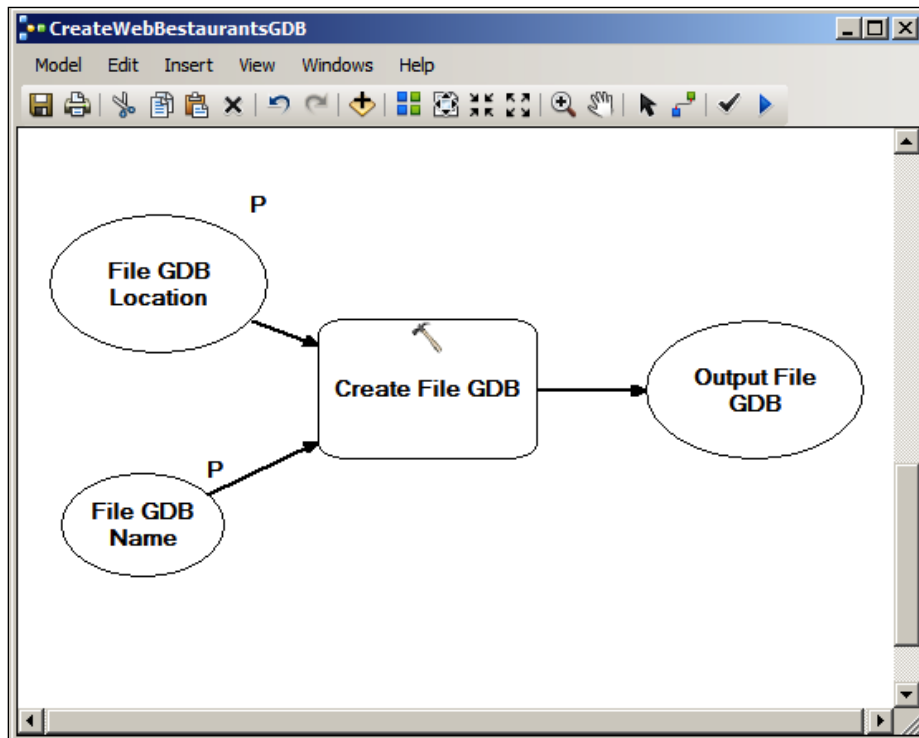 CreateWebBestaurantsGDB
Model Edit Insert View Windows Help
P
File GDB
Location
Create File GDB
Output File
GDB
P
File GDB
Name